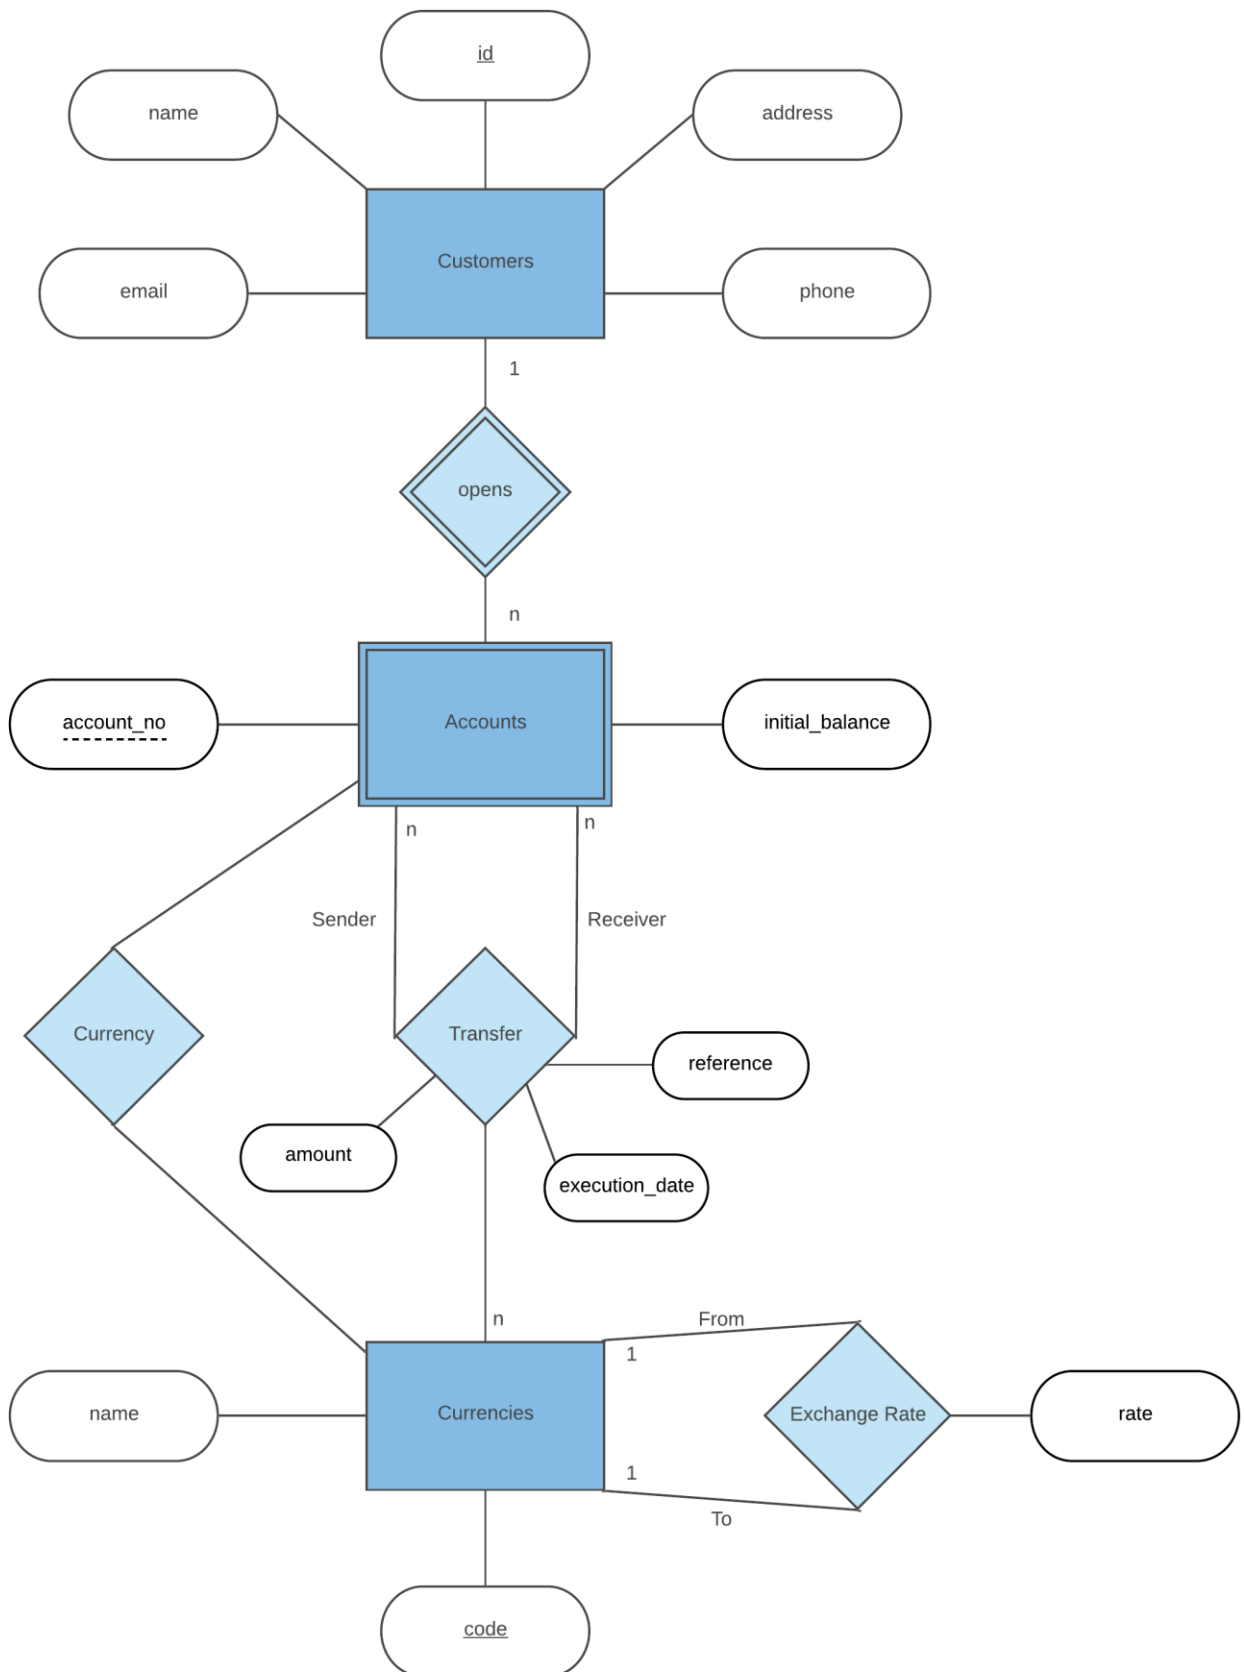 id
name
address
Customers
email
phone
1
opens
n
account_no
Accounts
initial_balance
n
n
Sender
Receiver
Currency
Transfer
reference
amount
execution_date
n
From
1
name
Currencies
Exchange Rate
rate
1
To
code